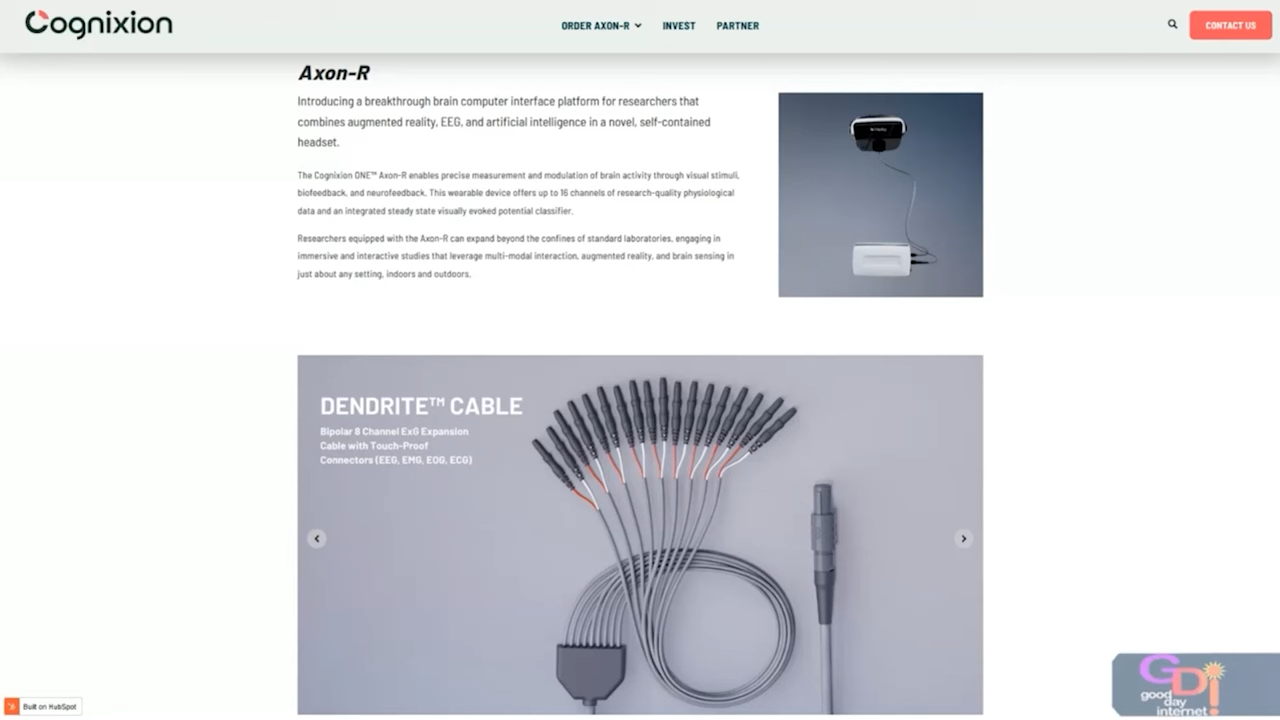 Cognixion
ORDER AXON-R
INVEST
PARTNER
CONTACT US
Axon-R
Introducing a breakthrough brain computer interface platform for researchers that
combines augmented reality, EEG, and artificial intelligence in a novel, self-contained
headset.
The Cognixion ONE™ Axon-R enables precise measurement and modulation of brain activity through visual stimuli,
biofeedback, and neurofeedback. This wearable device offers up to 16 channels of research-quality physiological
data and an integrated steady state visually evoked potential classifier.
Researchers equipped with the Axon-R can expand beyond the confines of standard laboratories, engaging in
immersive and interactive studies that leverage multi-modal interaction, augmented reality, and brain sensing in
just about any setting, indoors and outdoors.
DENDRITE™ CABLE
Bipolar 8 Channel ExG Expansion
Cable with Touch-Proof
Connectors (EEG, EMG, EOG, ECG)
Built on HubSpot
GDI
good
day
internet